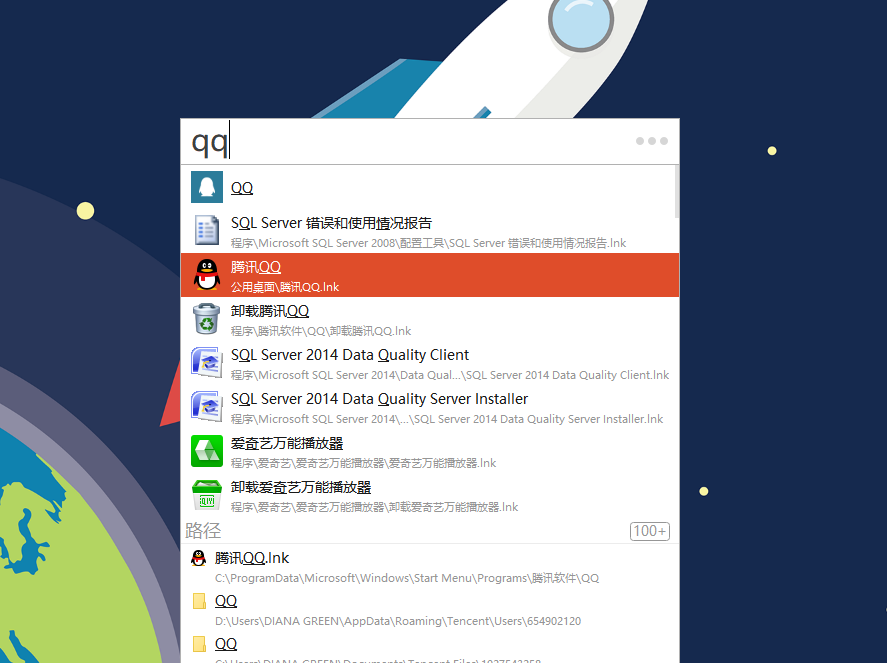 qq
QQ
SQL Server 错误和使用情况报告
程序\Microsoft SQL Server 2008\配置工具\SQL Server 错误和使用情况报告.lnk
腾讯QQ
公用桌面\腾讯QQ.lnk
卸载腾讯QQ
程序\腾讯软件\QQ\卸载腾讯QQ.lnk
SQL Server 2014 Data Quality Client
程序\Microsoft SQL Server 2014\Data Qual...\SQL Server 2014 Data Quality Client.lnk
SQL Server 2014 Data Quality Server Installer
程序\Microsoft SQL Server 2014\...\SQL Server 2014 Data Quality Server Installer.lnk
爱奇艺万能播放器
程序\爱奇艺\爱奇艺万能播放器\爱奇艺万能播放器.lnk
卸载爱奇艺万能播放器
程序\爱奇艺\爱奇艺万能播放器\卸载爱奇艺万能播放器.lnk
路径 100+
腾讯QQ.lnk
C:\ProgramData\Microsoft\Windows\Start Menu\Programs\腾讯软件\QQ
QQ
D:\Users\DIANA GREEN\AppData\Roaming\Tencent\Users\654902120
QQ